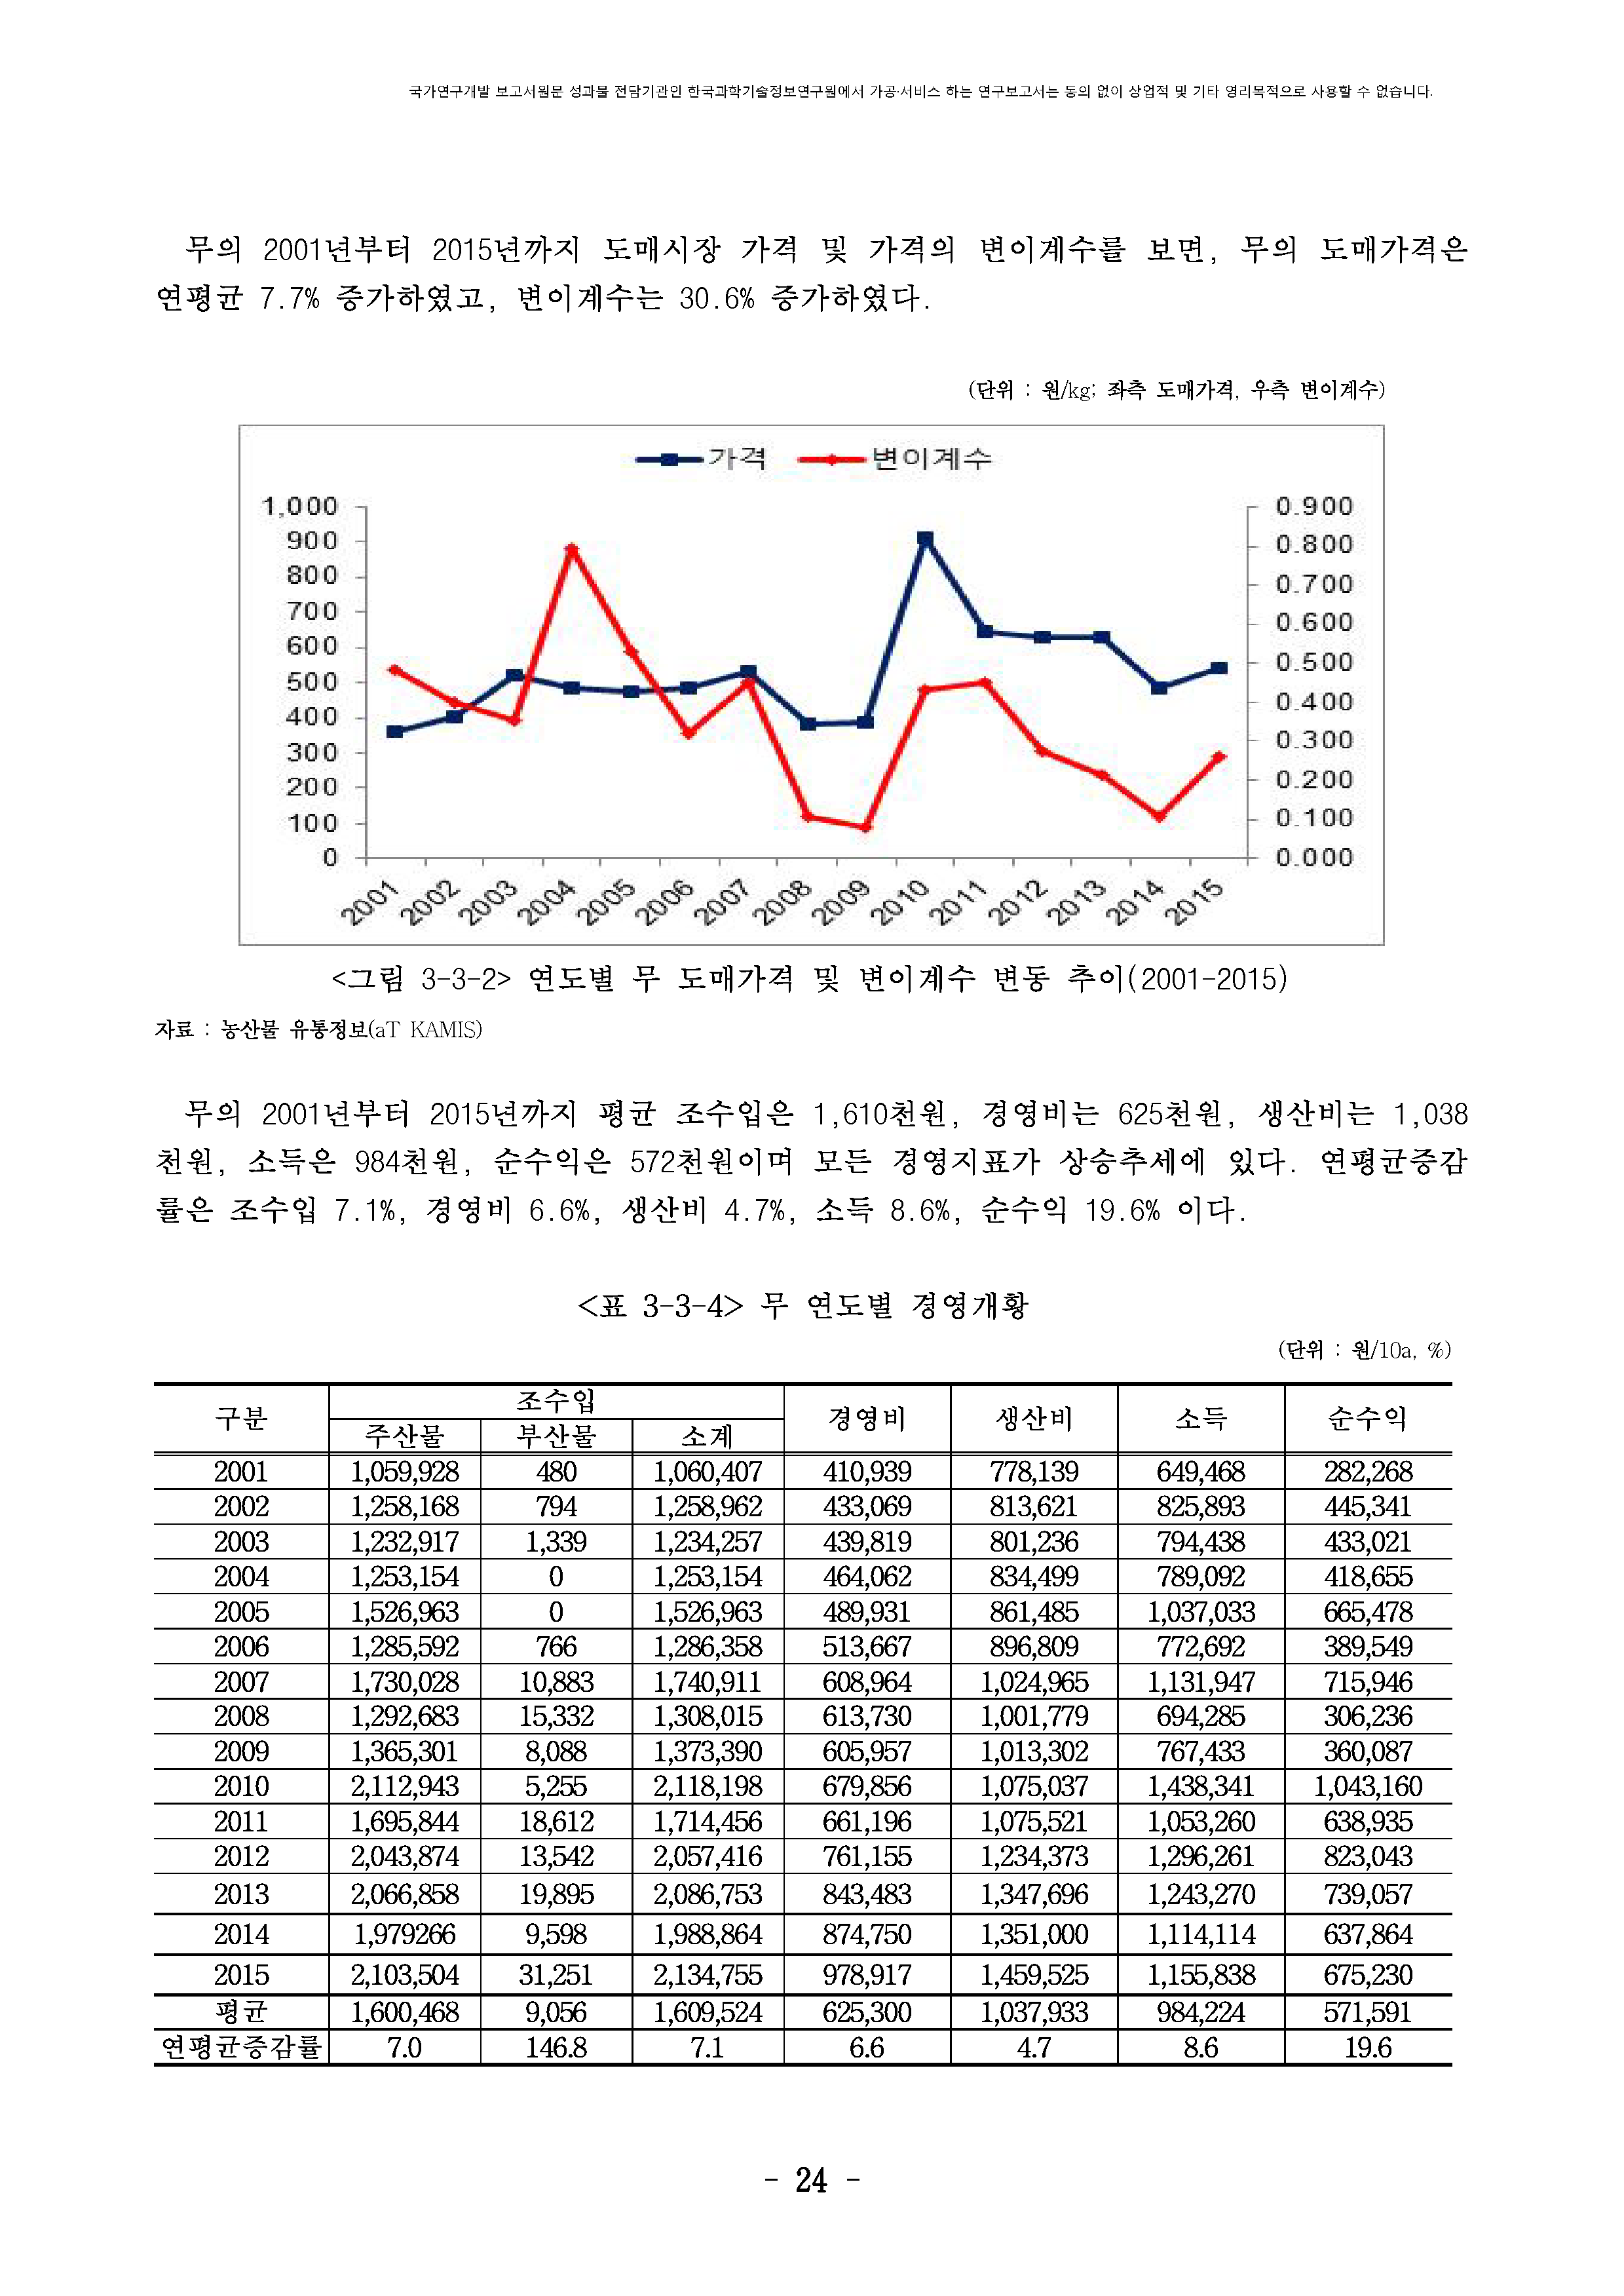 국가연구개발 보고서원문 성과물 전담기관인 한국과학기술정보연구원에서 가공·서비스 하는 연구보고서는 동의 없이 상업적 및 기타 영리목적으로 사용할 수 없습니다.
무의 2001년부터 2015년까지 도매시장 가격 및 가격의 변이계수를 보면, 무의 도매가격은
연평균 7.7% 증가하였고, 변이계수는 30.6% 증가하였다.
(단위 : 원/kg; 좌측 도매가격, 우측 변이계수)
가격 변이계수
1,000 0.900
900 0.800
800 0.700
700 0.600
600 0.500
500 0.400
400 0.300
300 0.200
200 0.100
100 0.000
0
2001 2002 2003 2004 2005 2006 2007 2008 2009 2010 2011 2012 2013 2014 2015
<그림 3-3-2> 연도별 무 도매가격 및 변이계수 변동 추이(2001-2015)
자료 : 농산물 유통정보(aT KAMIS)
무의 2001년부터 2015년까지 평균 조수입은 1,610천원, 경영비는 625천원, 생산비는 1,038
천원, 소득은 984천원, 순수익은 572천원이며 모든 경영지표가 상승추세에 있다. 연평균증감
률은 조수입 7.1%, 경영비 6.6%, 생산비 4.7%, 소득 8.6%, 순수익 19.6% 이다.
<표 3-3-4> 무 연도별 경영개황
(단위 : 원/10a, %)
구분 조수입 경영비 생산비 소득 순수익
주산물 부산물 소계
2001 1,059,928 480 1,060,407 410,939 778,139 649,468 282,268
2002 1,258,168 794 1,258,962 433,069 813,621 825,893 445,341
2003 1,232,917 1,339 1,234,257 439,819 801,236 794,438 433,021
2004 1,253,154 0 1,253,154 464,062 834,499 789,092 418,655
2005 1,526,963 0 1,526,963 489,931 861,485 1,037,033 665,478
2006 1,285,592 766 1,286,358 513,667 896,809 772,692 389,549
2007 1,730,028 10,883 1,740,911 608,964 1,024,965 1,131,947 715,946
2008 1,292,683 15,332 1,308,015 613,730 1,001,779 694,285 306,236
2009 1,365,301 8,088 1,373,390 605,957 1,013,302 767,433 360,087
2010 2,112,943 5,255 2,118,198 679,856 1,075,037 1,438,341 1,043,160
2011 1,695,844 18,612 1,714,456 661,196 1,075,521 1,053,260 638,935
2012 2,043,874 13,542 2,057,416 761,155 1,234,373 1,296,261 823,043
2013 2,066,858 19,895 2,086,753 843,483 1,347,696 1,243,270 739,057
2014 1,979266 9,598 1,988,864 874,750 1,351,000 1,114,114 637,864
2015 2,103,504 31,251 2,134,755 978,917 1,459,525 1,155,838 675,230
평균 1,600,468 9,056 1,609,524 625,300 1,037,933 984,224 571,591
연평균증감률 7.0 146.8 7.1 6.6 4.7 8.6 19.6
- 24 -